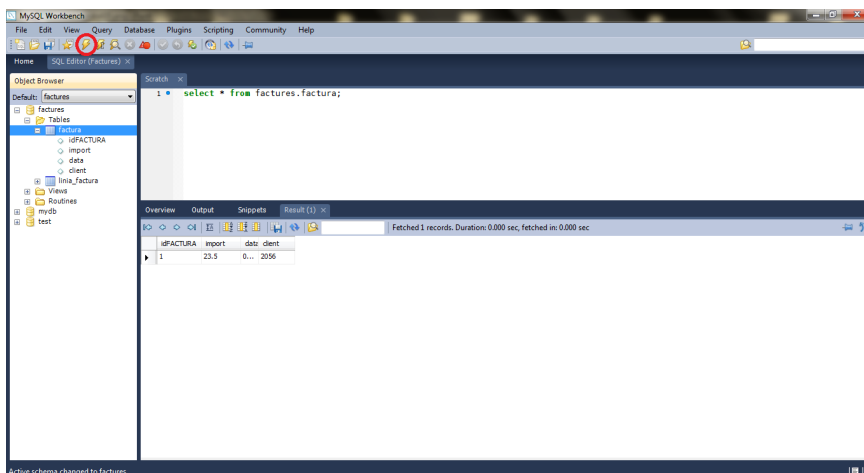 MySQL Workbench
File Edit View Query Database Plugins Scripting Community Help
Home SQL Editor (Factures)
Object Browser
Default: factures
factures
Tables
factura
idFACTURA
import
data
client
linia_factura
Views
Routines
mydb
test
Scratch
1 select * from factures.factura;
Overview Output Snippets Result (1)
Fetched 1 records. Duration: 0.000 sec, fetched in: 0.000 sec
idFACTURA import data client
1 23.5 0... 2056
Active schema changed to factures